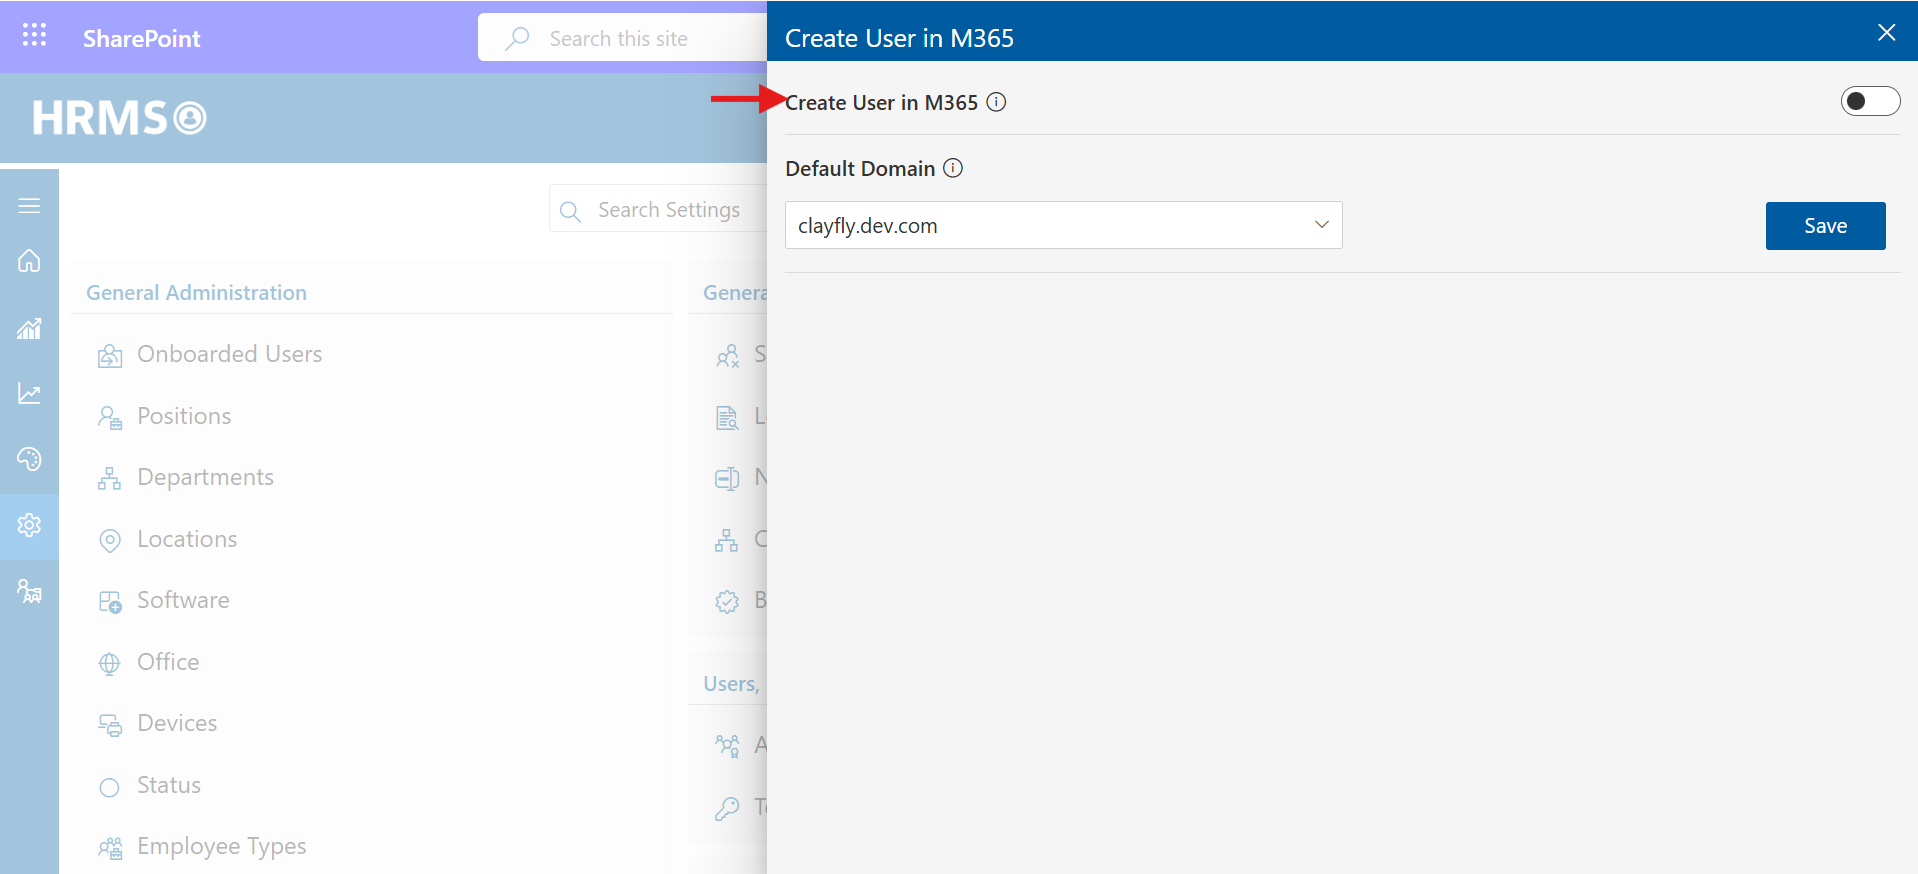 SharePoint
Search this site
Create User in M365
HRMS
Create User in M365
Default Domain
clayfly.dev.com
Save
Search Settings
General Administration
Onboarded Users
Positions
Departments
Locations
Software
Office
Devices
Status
Employee Types
Users,